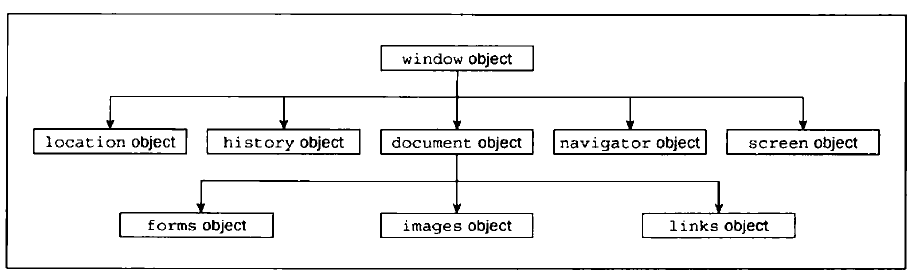 window object
location object
history object
document object
navigator object
screen object
forms object
images object
links object